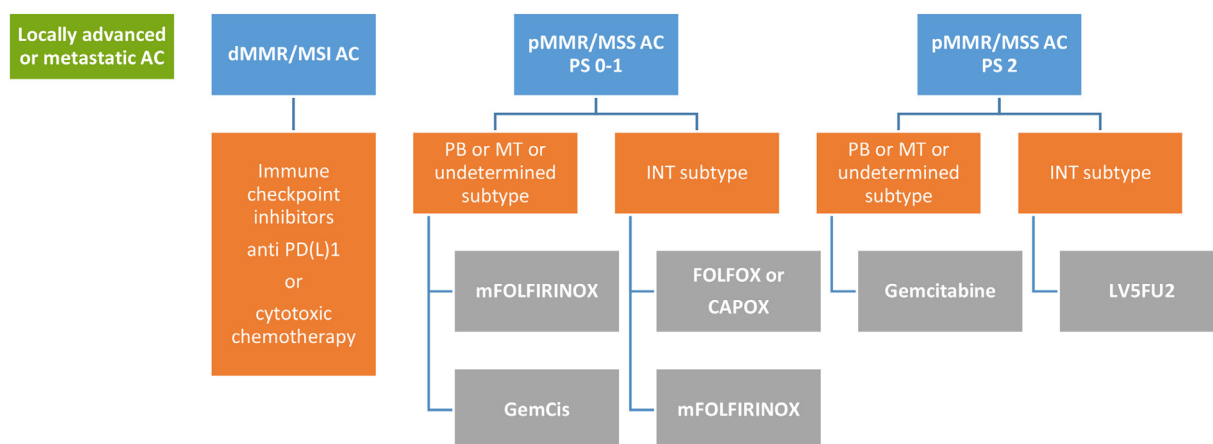 Locally advanced
or metastatic AC
dMMR/MSI AC
pMMR/MSS AC
PS 0-1
pMMR/MSS AC
PS 2
Immune
checkpoint
inhibitors
anti PD(L)1
or
cytotoxic
chemotherapy
PB or MT or
undetermined
subtype
INT subtype
PB or MT or
undetermined
subtype
INT subtype
mFOLFIRINOX
FOLFOX or
CAPOX
Gemcitabine
LV5FU2
GemCis
mFOLFIRINOX